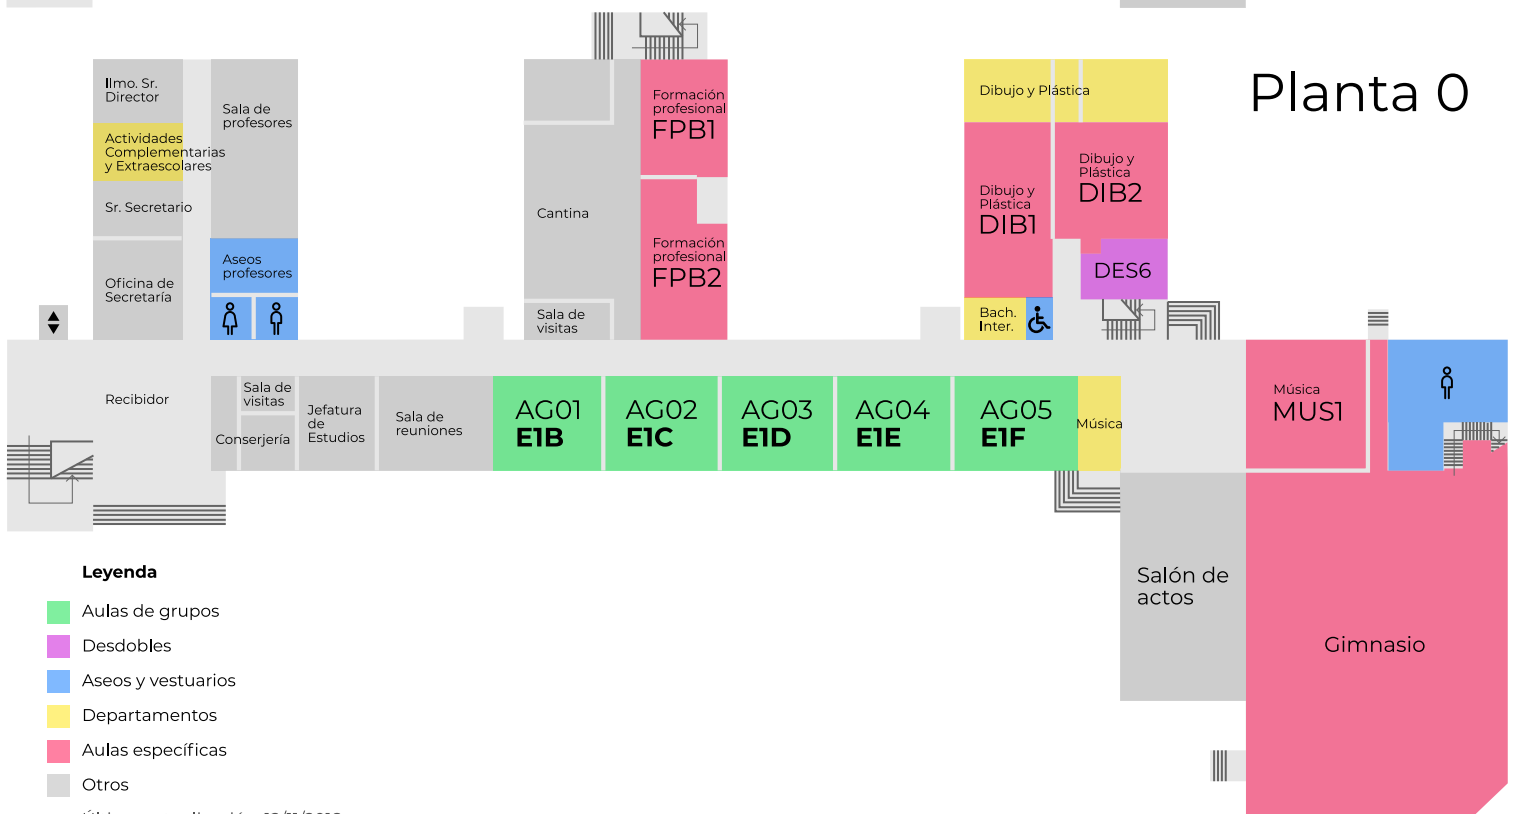 Planta 0
Ilmo. Sr.
Director
Actividades
Complementarias
y Extraescolares
Sr. Secretario
Oficina de
Secretaría
Sala de
profesores
Aseos
profesores
Cantina
Sala de
visitas
Formación
profesional
FPB1
Formación
profesional
FPB2
Dibujo y Plástica
Dibujo y
Plástica
DIB1
Dibujo y
Plástica
DIB2
DES6
Bach.
Inter.
Recibidor
Sala de
visitas
Conserjería
Jefatura
de
Estudios
Sala de
reuniones
AG01
E1B
AG02
E1C
AG03
E1D
AG04
E1E
AG05
E1F
Música
Música
MUS1
Salón de
actos
Gimnasio
Leyenda
Aulas de grupos
Desdobles
Aseos y vestuarios
Departamentos
Aulas específicas
Otros